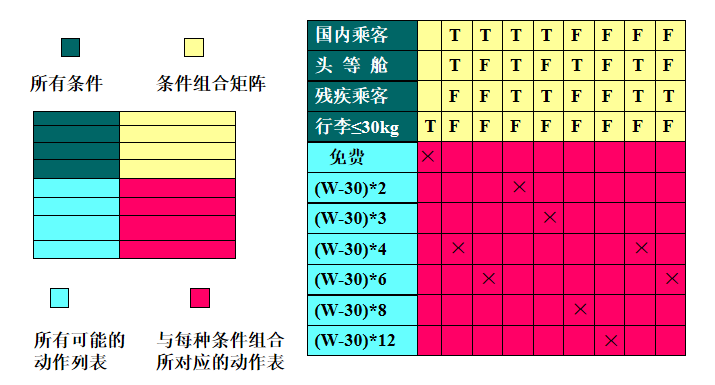 所有条件
条件组合矩阵
所有可能的
动作列表
与每种条件组合
所对应的动作表
国内乘客 T T T T F F F F
头 等 舱 T F T F T F T F
残疾乘客 F F T T F F T T
行李≤30kg T F F F F F F F F
免费 ×
(W-30)*2 ×
(W-30)*3 ×
(W-30)*4 × ×
(W-30)*6 × ×
(W-30)*8 ×
(W-30)*12 ×